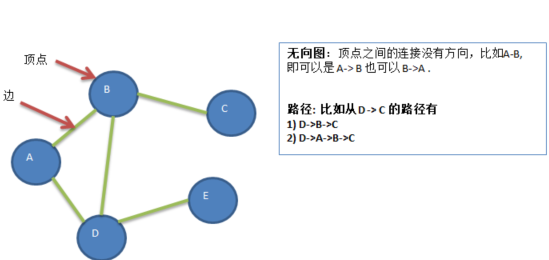 顶点
边
B
C
A
E
D
无向图：顶点之间的连接没有方向，比如A-B,
即可以是 A-> B 也可以 B->A .
路径: 比如从 D -> C 的路径有
1) D->B->C
2) D->A->B->C